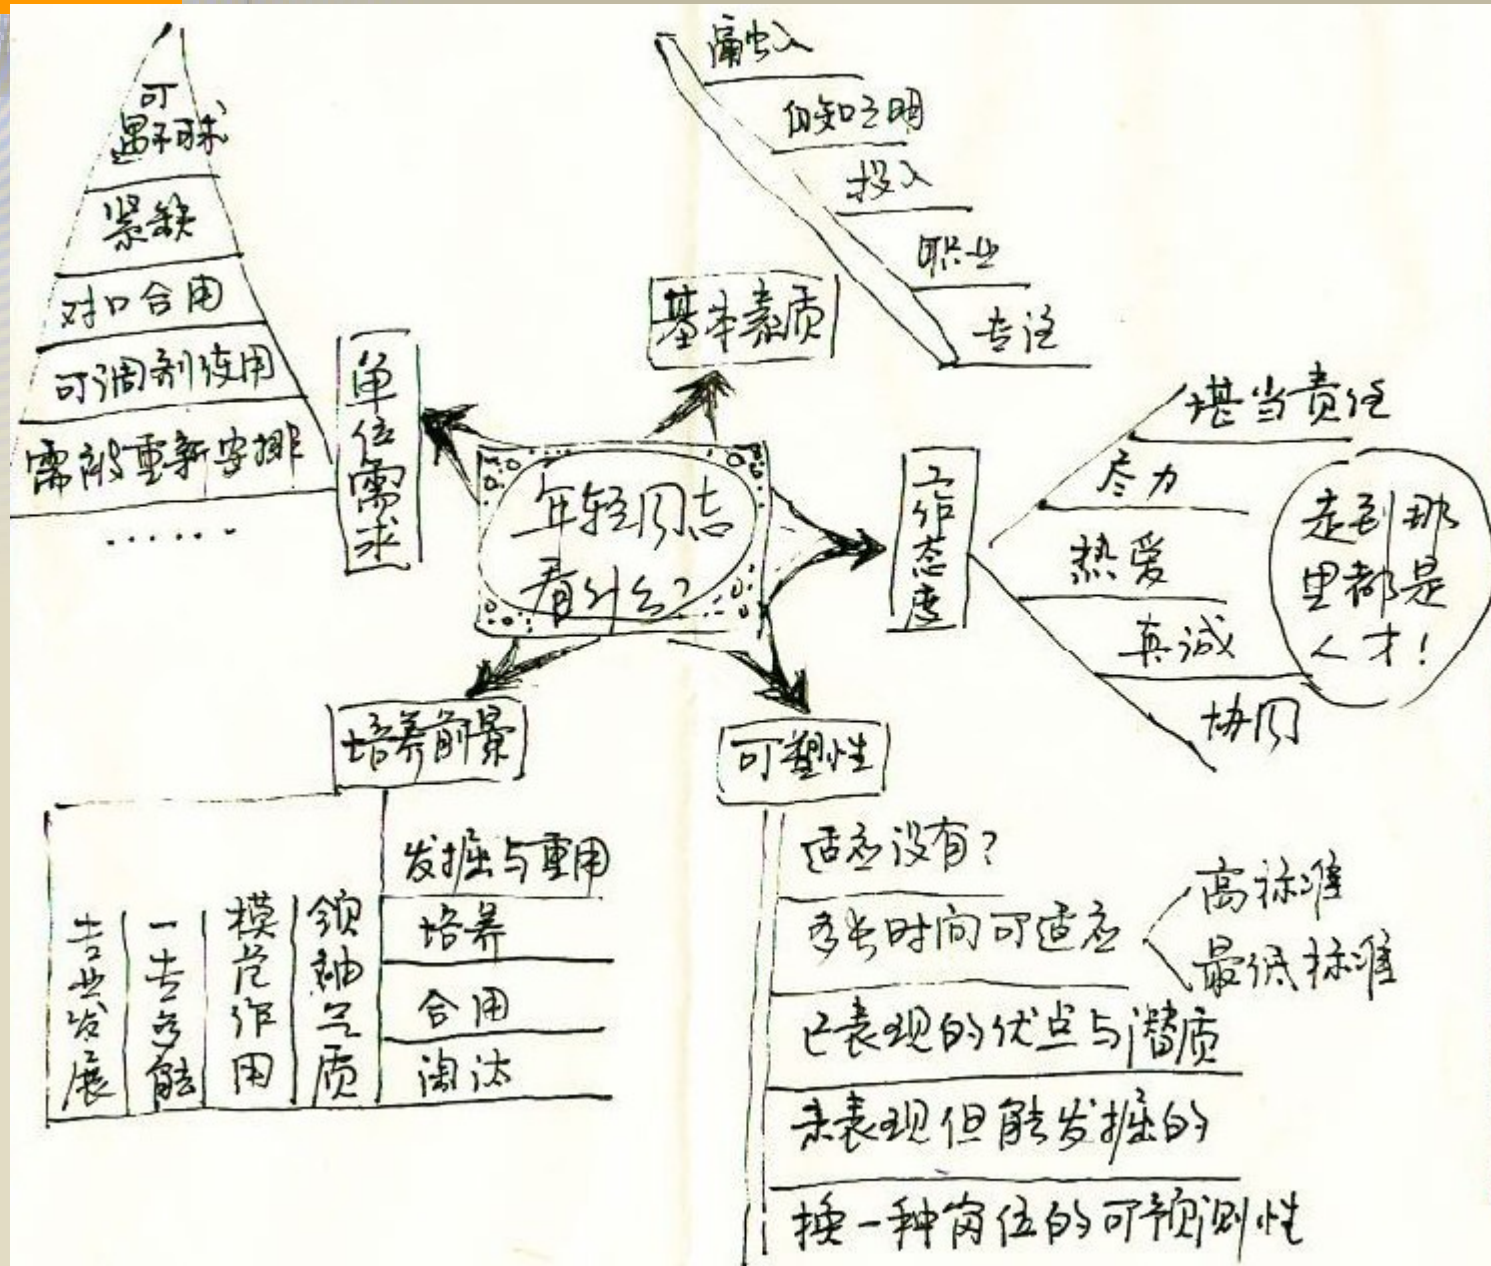 可
遇不可求
紧缺
对口合用
可调剂使用
需被重新安排
......
单位需求
融入
自知之明
投入
职业
专注
基本素质
年轻同志
看什么?
工作态度
堪当责任
尽力
热爱
真诚
协同
走到那
里都是
人才!
培养前景
专业发展
一专多能
模范作用
领袖气质
发掘与重用
培养
合用
淘汰
可塑性
适应没有?
多长时间可适应
高标准
最低标准
已表现的优点与潜质
未表现但能发掘的
换一种岗位的可预测性